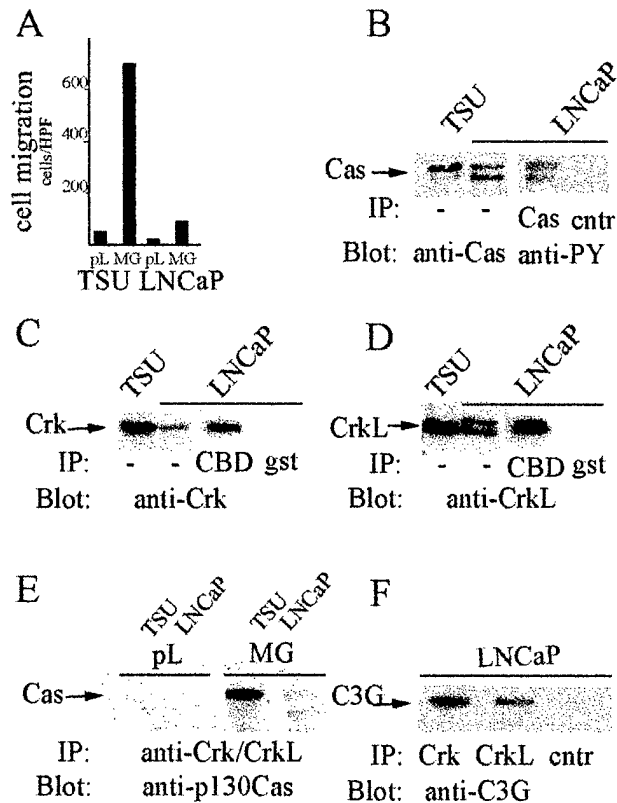 A
cell migration
cells/HPF
600
400
200
pL MG pL MG
TSU LNCaP
B
TSU
LNCaP
Cas
IP: - - Cas cntr
Blot: anti-Cas anti-PY
C
TSU
LNCaP
Crk
IP: - - CBD gst
Blot: anti-Crk
D
TSU
LNCaP
CrkL
IP: - - CBD gst
Blot: anti-CrkL
E
TSU LNCaP TSU LNCaP
pL MG
Cas
IP: anti-Crk/CrkL
Blot: anti-p130Cas
F
LNCaP
C3G
IP: Crk CrkL cntr
Blot: anti-C3G